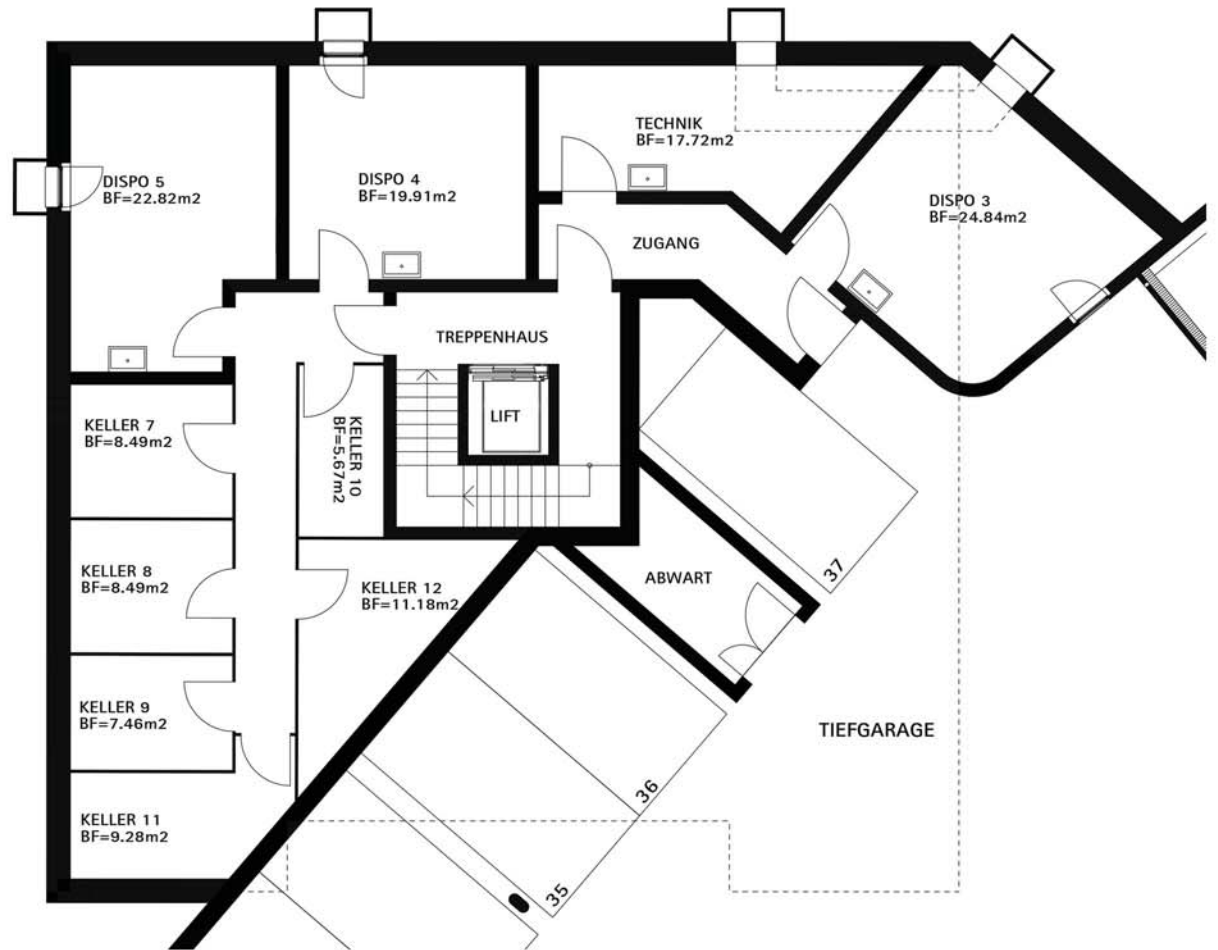 TECHNIK
BF=17.72m2
DISPO 5
BF=22.82m2
DISPO 4
BF=19.91m2
DISPO 3
BF=24.84m2
ZUGANG
TREPPENHAUS
LIFT
KELLER 7
BF=8.49m2
KELLER 10
BF=5.67m2
KELLER 8
BF=8.49m2
KELLER 12
BF=11.18m2
ABWART
37
KELLER 9
BF=7.46m2
TIEFGARAGE
36
KELLER 11
BF=9.28m2
35